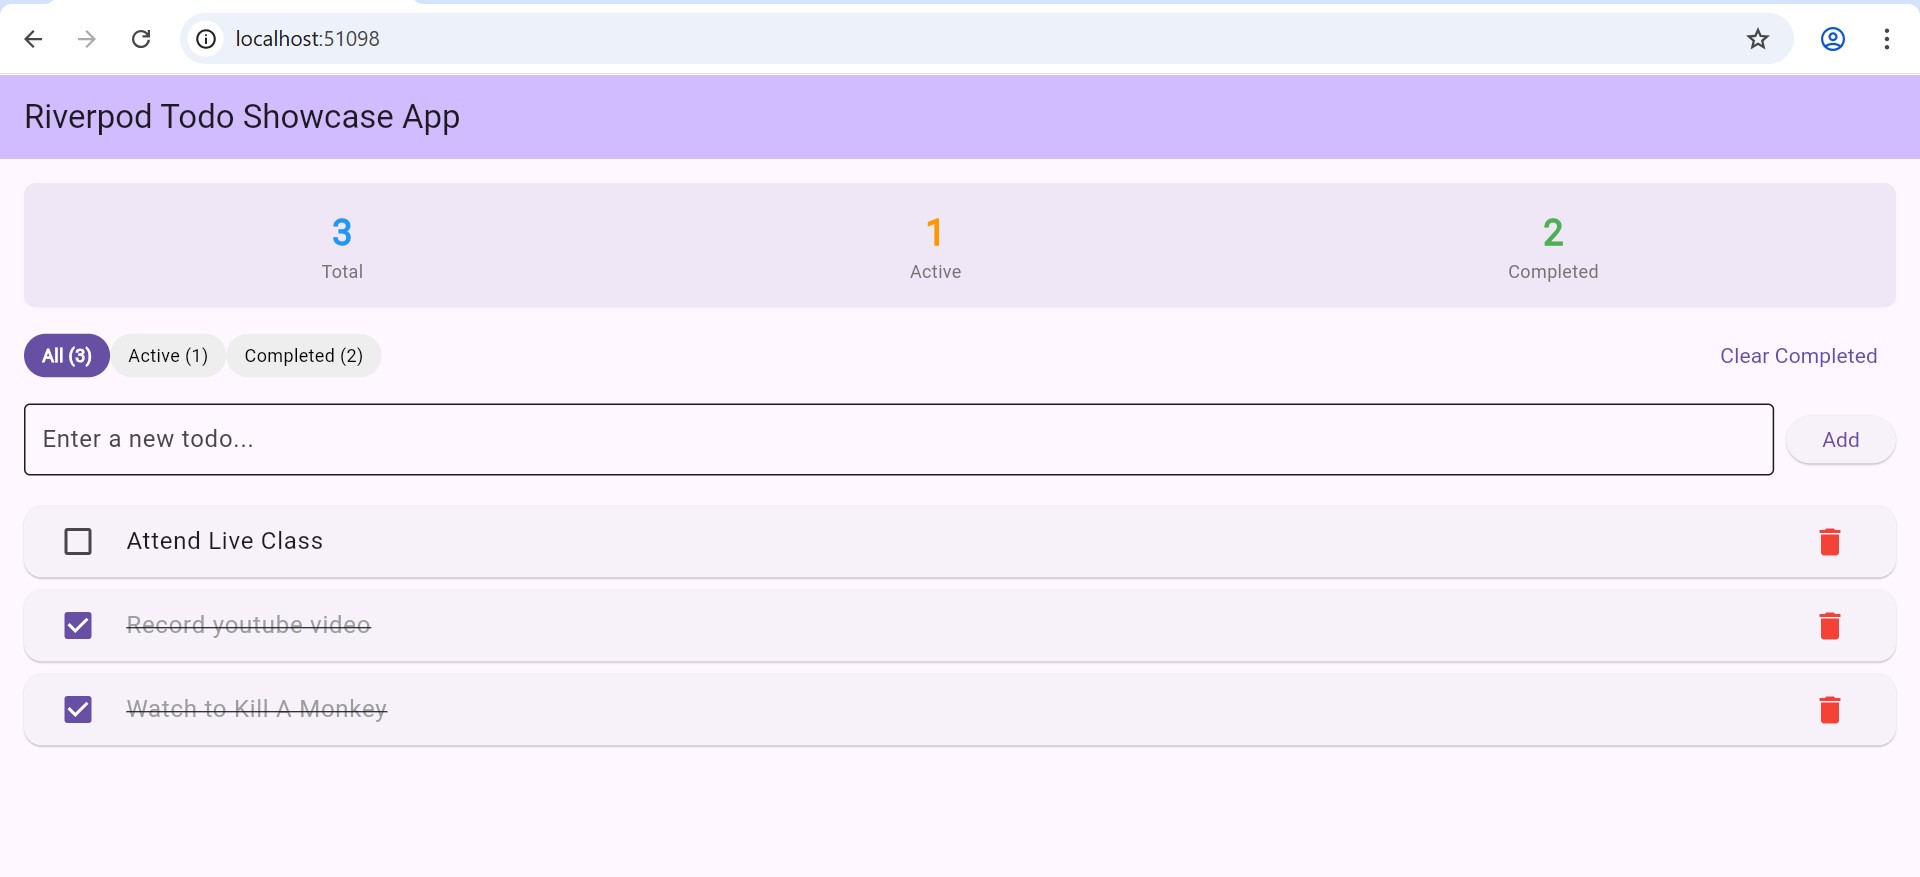 localhost:51098
Riverpod Todo Showcase App
3 1 2
Total Active Completed
All (3) Active (1) Completed (2) Clear Completed
Enter a new todo... Add
Attend Live Class
Record youtube video
Watch to Kill A Monkey